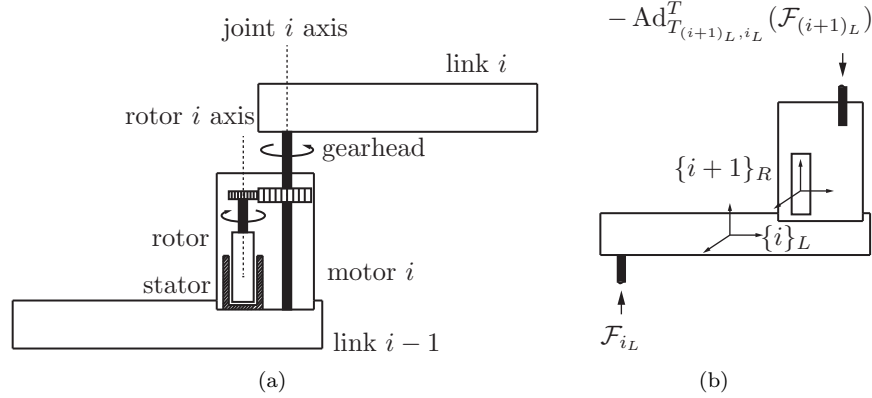 joint i axis
link i
rotor i axis
gearhead
rotor
stator
motor i
link i − 1
(a)
− Ad^T_{T_{(i+1)_L, i_L}} (F_{(i+1)_L})
{i + 1}_R
{i}_L
F_{i_L}
(b)